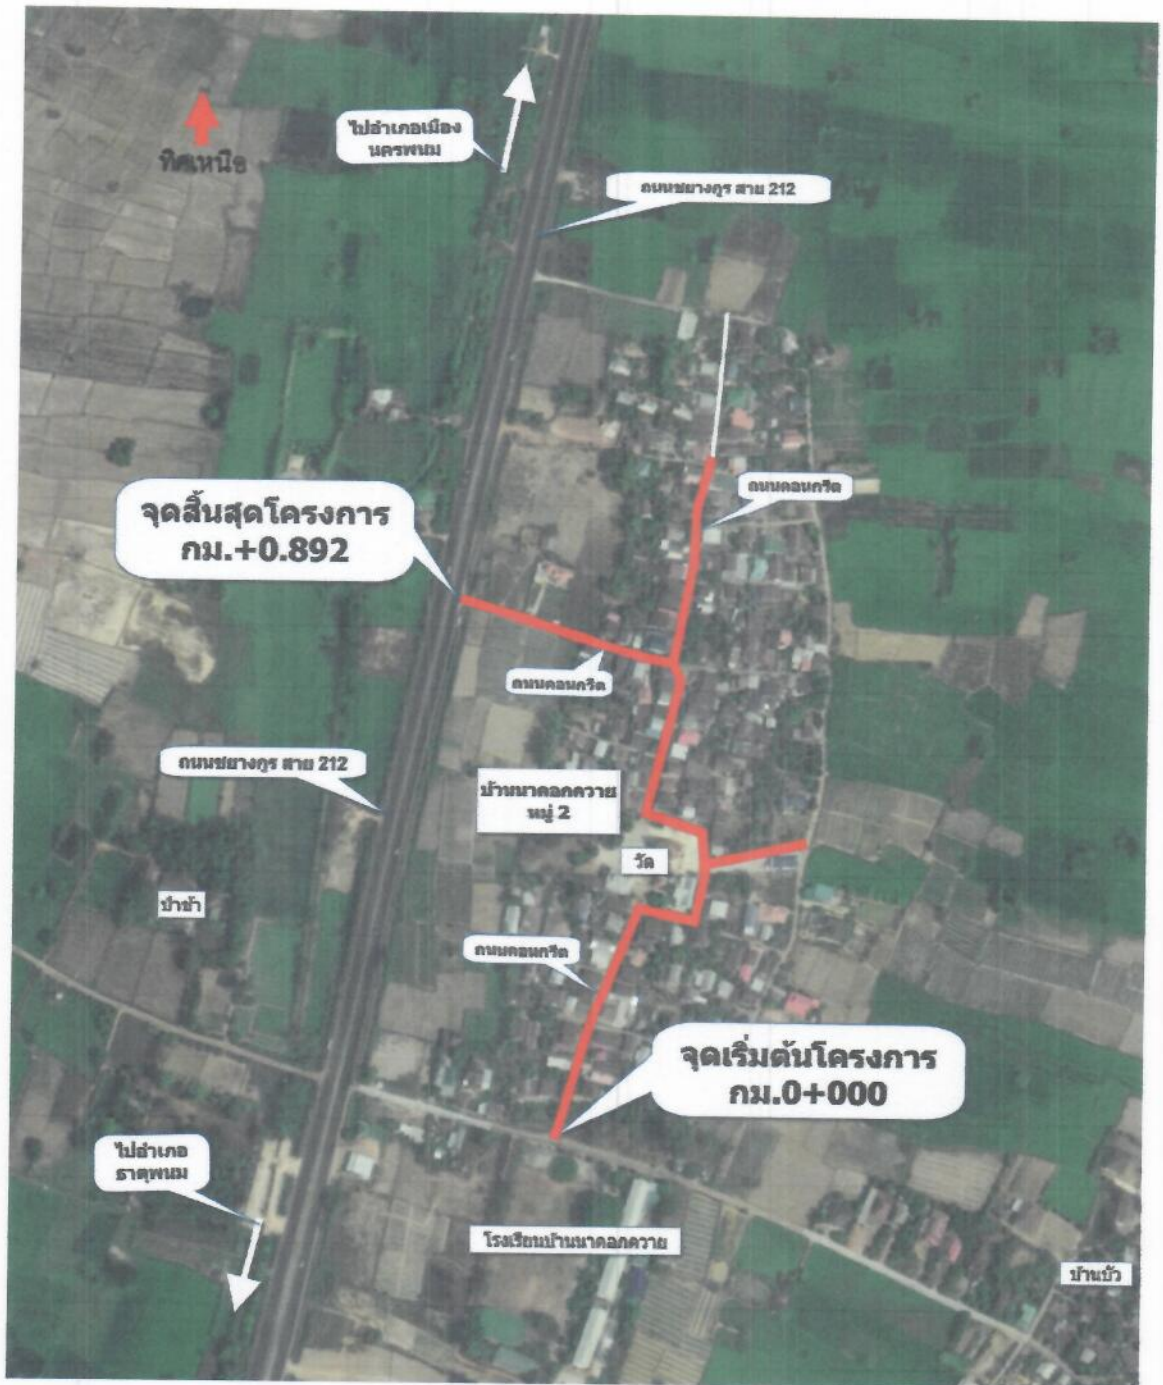 ไปอำเภอเมือง
นครพนม
ทิศเหนือ
ถนนชยางกูร สาย 212
ถนนคอนกรีต
จุดสิ้นสุดโครงการ
กม.+0.892
ถนนคอนกรีต
ถนนชยางกูร สาย 212
บ้านนาดอกควาย
หมู่ 2
วัด
ป่าช้า
ถนนคอนกรีต
จุดเริ่มต้นโครงการ
กม.0+000
ไปอำเภอ
ธาตุพนม
โรงเรียนบ้านนาดอกควาย
บ้านบัว